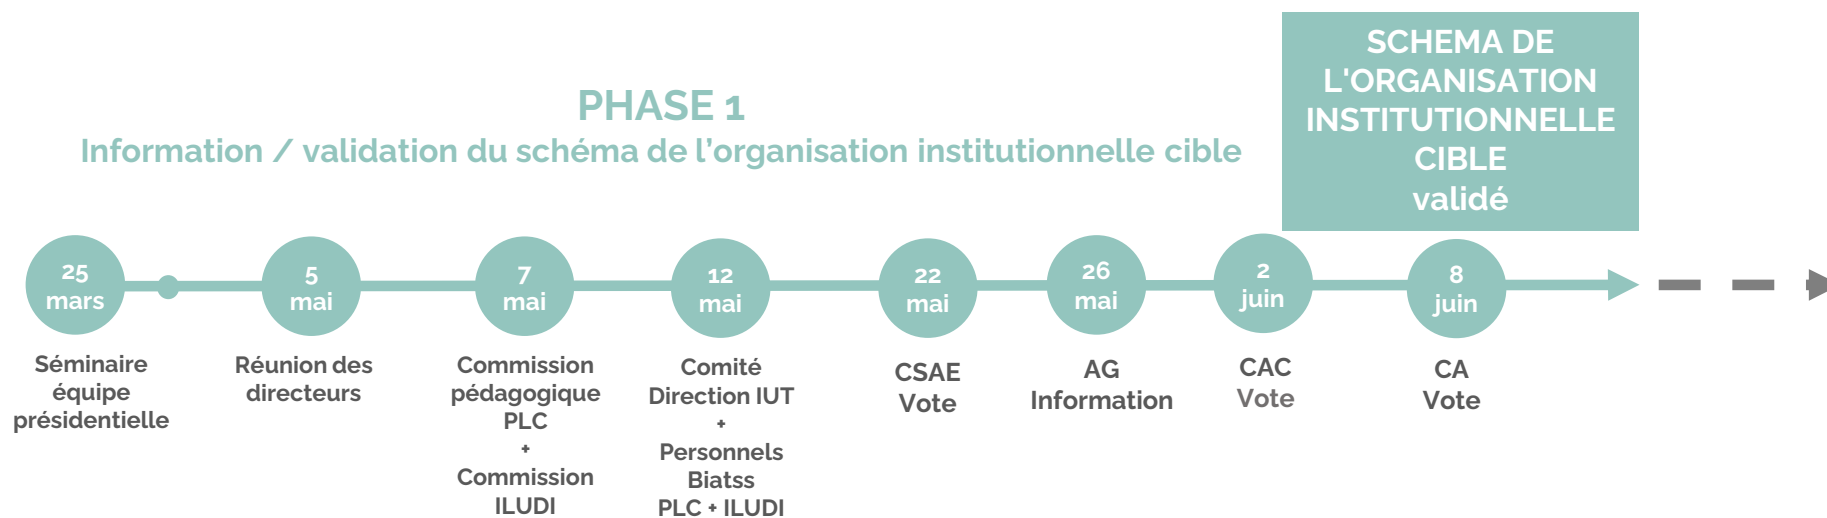 PHASE 1
Information / validation du schéma de l’organisation institutionnelle cible
SCHEMA DE
L'ORGANISATION
INSTITUTIONNELLE
CIBLE
validé
25
mars
Séminaire
équipe
présidentielle
5
mai
Réunion des
directeurs
7
mai
Commission
pédagogique
PLC
+
Commission
ILUDI
12
mai
Comité
Direction IUT
+
Personnels
Biatss
PLC + ILUDI
22
mai
CSAE
Vote
26
mai
AG
Information
2
juin
CAC
Vote
8
juin
CA
Vote